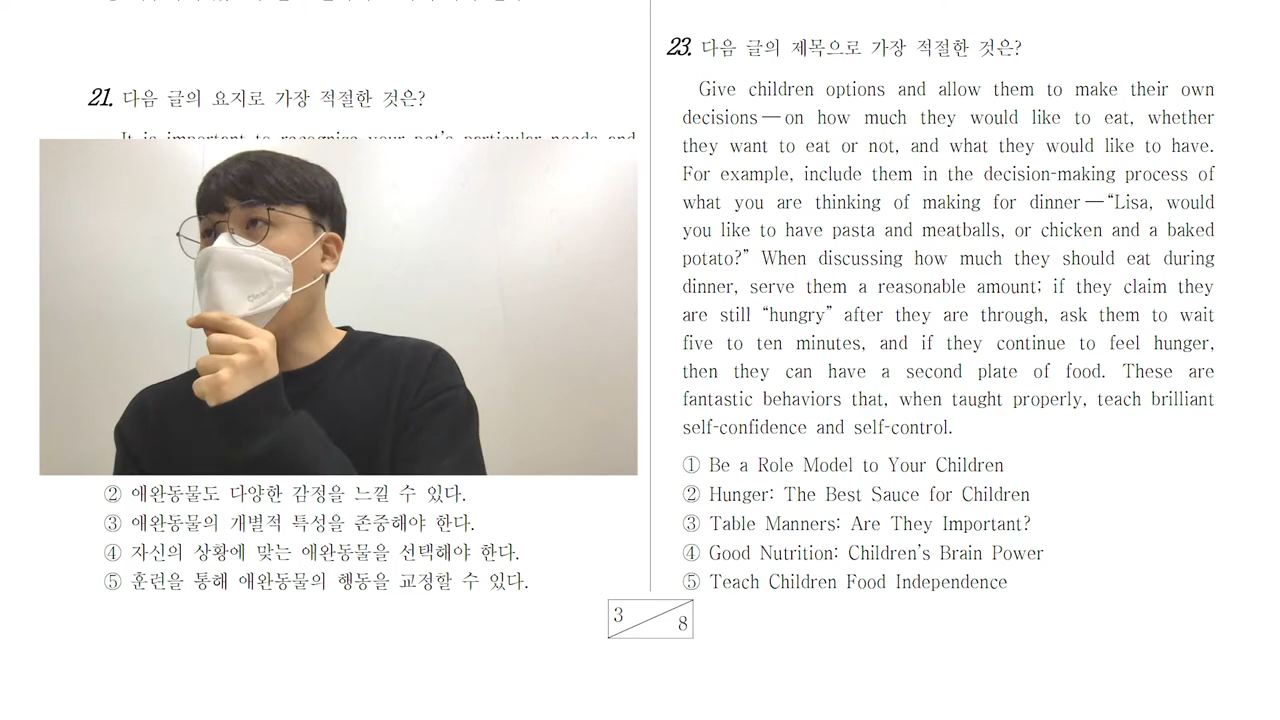 21. 다음 글의 요지로 가장 적절한 것은?
It is important to recognise your pet's particular needs and
② 애완동물도 다양한 감정을 느낄 수 있다.
③ 애완동물의 개별적 특성을 존중해야 한다.
④ 자신의 상황에 맞는 애완동물을 선택해야 한다.
⑤ 훈련을 통해 애완동물의 행동을 교정할 수 있다.
23. 다음 글의 제목으로 가장 적절한 것은?
Give children options and allow them to make their own
decisions — on how much they would like to eat, whether
they want to eat or not, and what they would like to have.
For example, include them in the decision-making process of
what you are thinking of making for dinner — “Lisa, would
you like to have pasta and meatballs, or chicken and a baked
potato?” When discussing how much they should eat during
dinner, serve them a reasonable amount; if they claim they
are still “hungry” after they are through, ask them to wait
five to ten minutes, and if they continue to feel hunger,
then they can have a second plate of food. These are
fantastic behaviors that, when taught properly, teach brilliant
self-confidence and self-control.
① Be a Role Model to Your Children
② Hunger: The Best Sauce for Children
③ Table Manners: Are They Important?
④ Good Nutrition: Children’s Brain Power
⑤ Teach Children Food Independence
3
8